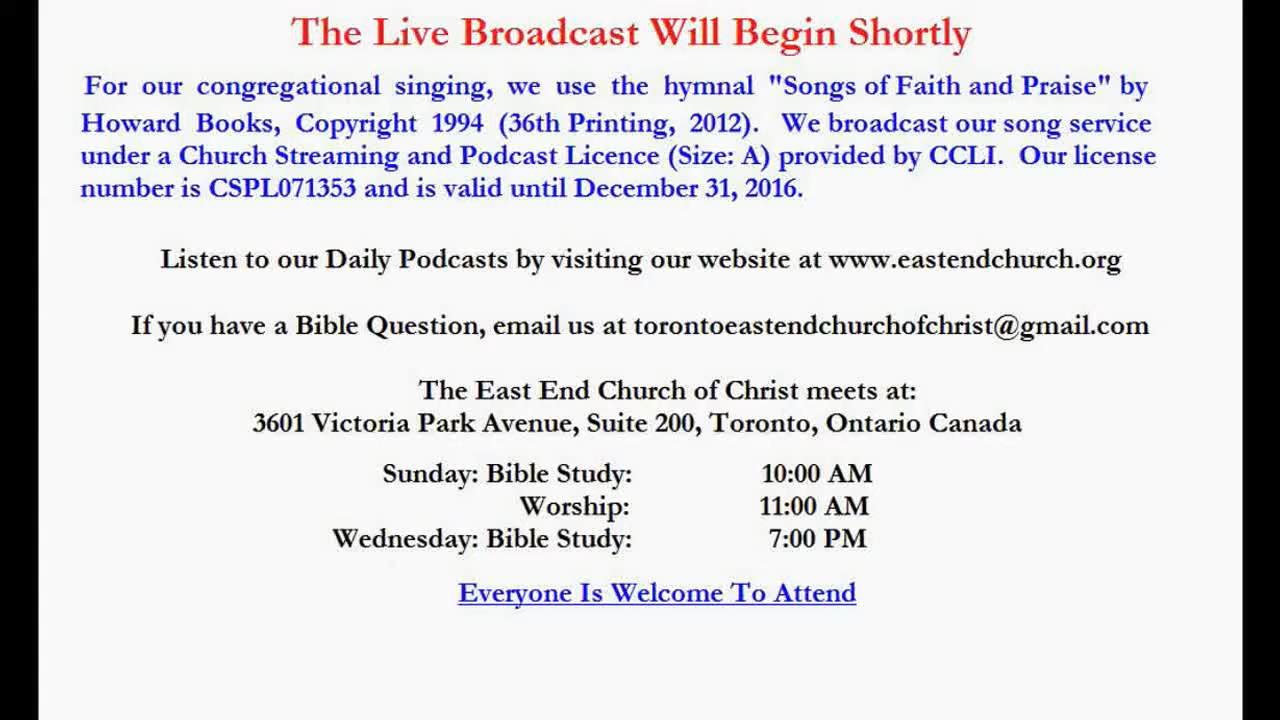 The Live Broadcast Will Begin Shortly
For our congregational singing, we use the hymnal "Songs of Faith and Praise" by
Howard Books, Copyright 1994 (36th Printing, 2012). We broadcast our song service
under a Church Streaming and Podcast Licence (Size: A) provided by CCLI. Our license
number is CSPL071353 and is valid until December 31, 2016.
Listen to our Daily Podcasts by visiting our website at www.eastendchurch.org
If you have a Bible Question, email us at torontoeastendchurchofchrist@gmail.com
The East End Church of Christ meets at:
3601 Victoria Park Avenue, Suite 200, Toronto, Ontario Canada
Sunday: Bible Study: 10:00 AM
Worship: 11:00 AM
Wednesday: Bible Study: 7:00 PM
Everyone Is Welcome To Attend